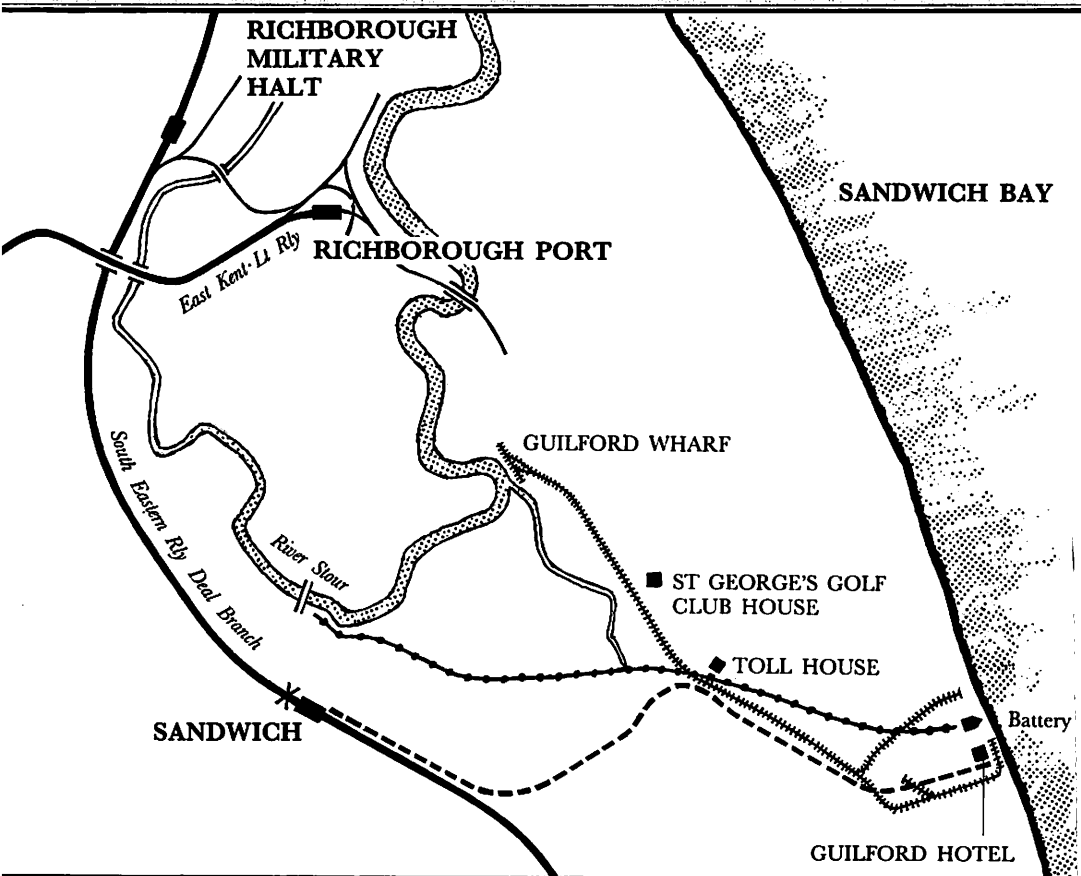 RICHBOROUGH
MILITARY
HALT
SANDWICH BAY
RICHBOROUGH PORT
East Kent Lt Rly
GUILFORD WHARF
South Eastern Rly Deal Branch
River Stour
ST GEORGE'S GOLF
CLUB HOUSE
TOLL HOUSE
SANDWICH
Battery
GUILFORD HOTEL